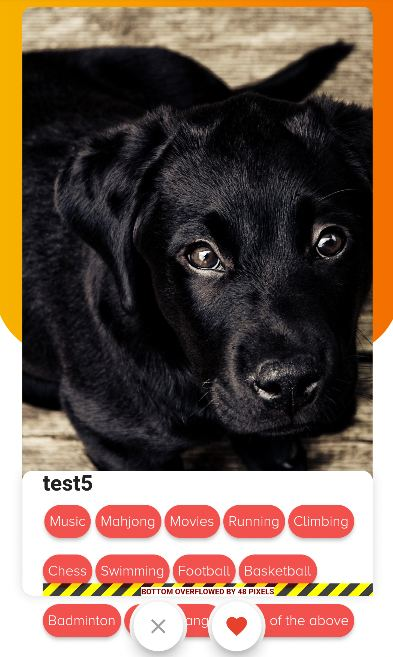 test5
Music Mahjong Movies Running Climbing
Chess Swimming Football Basketball
BOTTOM OVERFLOWED BY 48 PIXELS
Badminton of the above